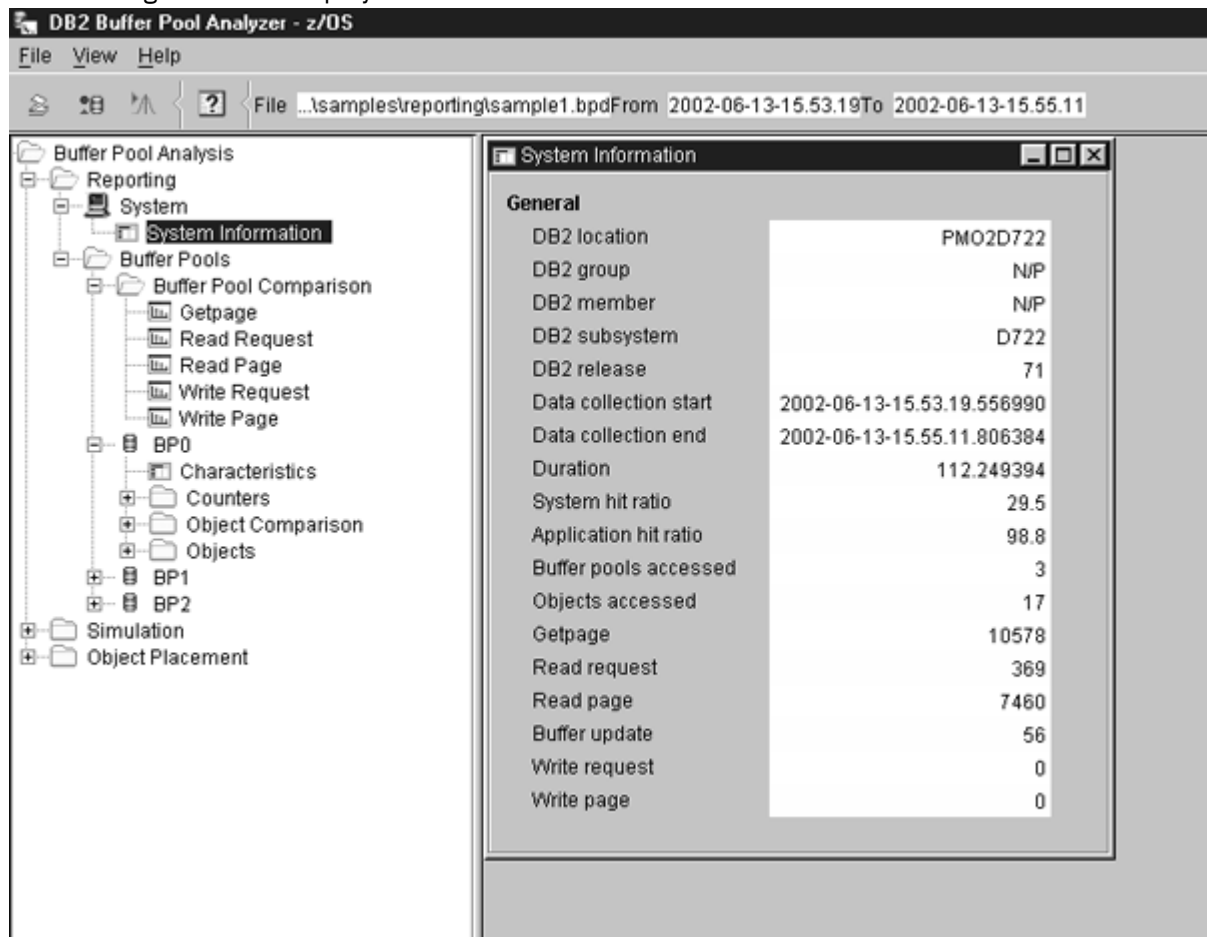 DB2 Buffer Pool Analyzer - z/OS
File View Help
File ...\samples\reporting\sample1.bpd From 2002-06-13-15.53.19 To 2002-06-13-15.55.11
Buffer Pool Analysis
Reporting
System
System Information
Buffer Pools
Buffer Pool Comparison
Getpage
Read Request
Read Page
Write Request
Write Page
BP0
Characteristics
Counters
Object Comparison
Objects
BP1
BP2
Simulation
Object Placement
System Information
General
DB2 location PMO2D722
DB2 group N/P
DB2 member N/P
DB2 subsystem D722
DB2 release 71
Data collection start 2002-06-13-15.53.19.556990
Data collection end 2002-06-13-15.55.11.806384
Duration 112.249394
System hit ratio 29.5
Application hit ratio 98.8
Buffer pools accessed 3
Objects accessed 17
Getpage 10578
Read request 369
Read page 7460
Buffer update 56
Write request 0
Write page 0